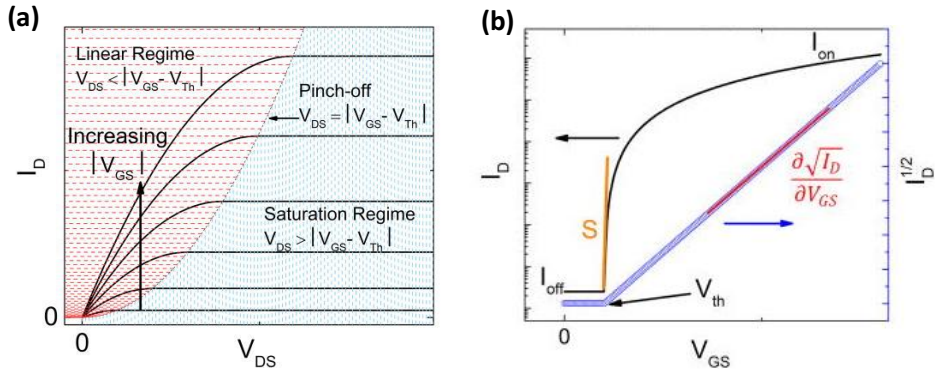 (a)
Linear Regime
V_DS < |V_GS - V_Th|
Pinch-off
V_DS = |V_GS - V_Th|
Increasing
|V_GS|
Saturation Regime
V_DS > |V_GS - V_Th|
I_D
0
0
V_DS
(b)
I_on
I_D
∂√I_D
∂V_GS
I_D^1/2
S
I_off
V_th
0
V_GS